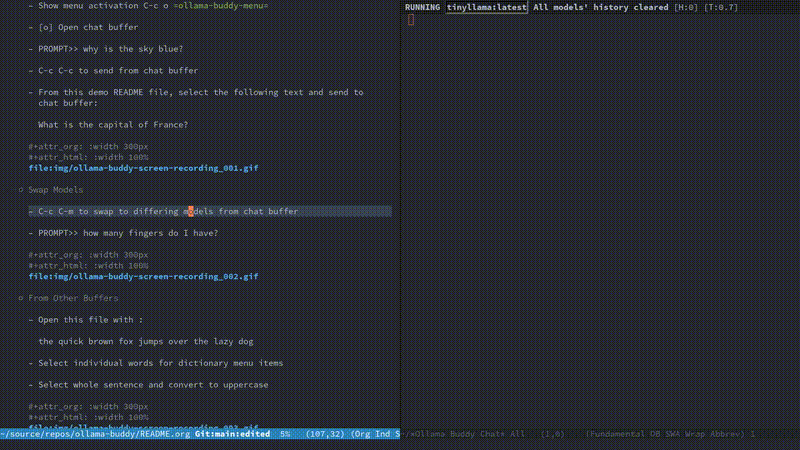 – Show menu activation C-c o =ollama-buddy-menu=
– [o] Open chat buffer
– PROMPT>> why is the sky blue?
– C-c C-c to send from chat buffer
– From this demo README file, select the following text and send to
chat buffer:
What is the capital of France?
#+attr_org: :width 300px
#+attr_html: :width 100%
file:img/ollama-buddy-screen-recording_001.gif
Swap Models
– C-c C-m to swap to differing models from chat buffer
– PROMPT>> how many fingers do I have?
#+attr_org: :width 300px
#+attr_html: :width 100%
file:img/ollama-buddy-screen-recording_002.gif
From Other Buffers
– Open this file with :
the quick brown fox jumps over the lazy dog
– Select individual words for dictionary menu items
– Select whole sentence and convert to uppercase
#+attr_org: :width 300px
#+attr_html: :width 100%
file:img/ollama-buddy-screen-recording_003.gif
~/source/repos/ollama-buddy/README.org Git:main:edited 5% (107,32) (Org Ind S
RUNNING tinyllama:latest All models' history cleared [H:0] [T:0.7]
~/*Ollama Buddy Chat* All (1,0) (Fundamental OB SWA Wrap Abbrev) 1